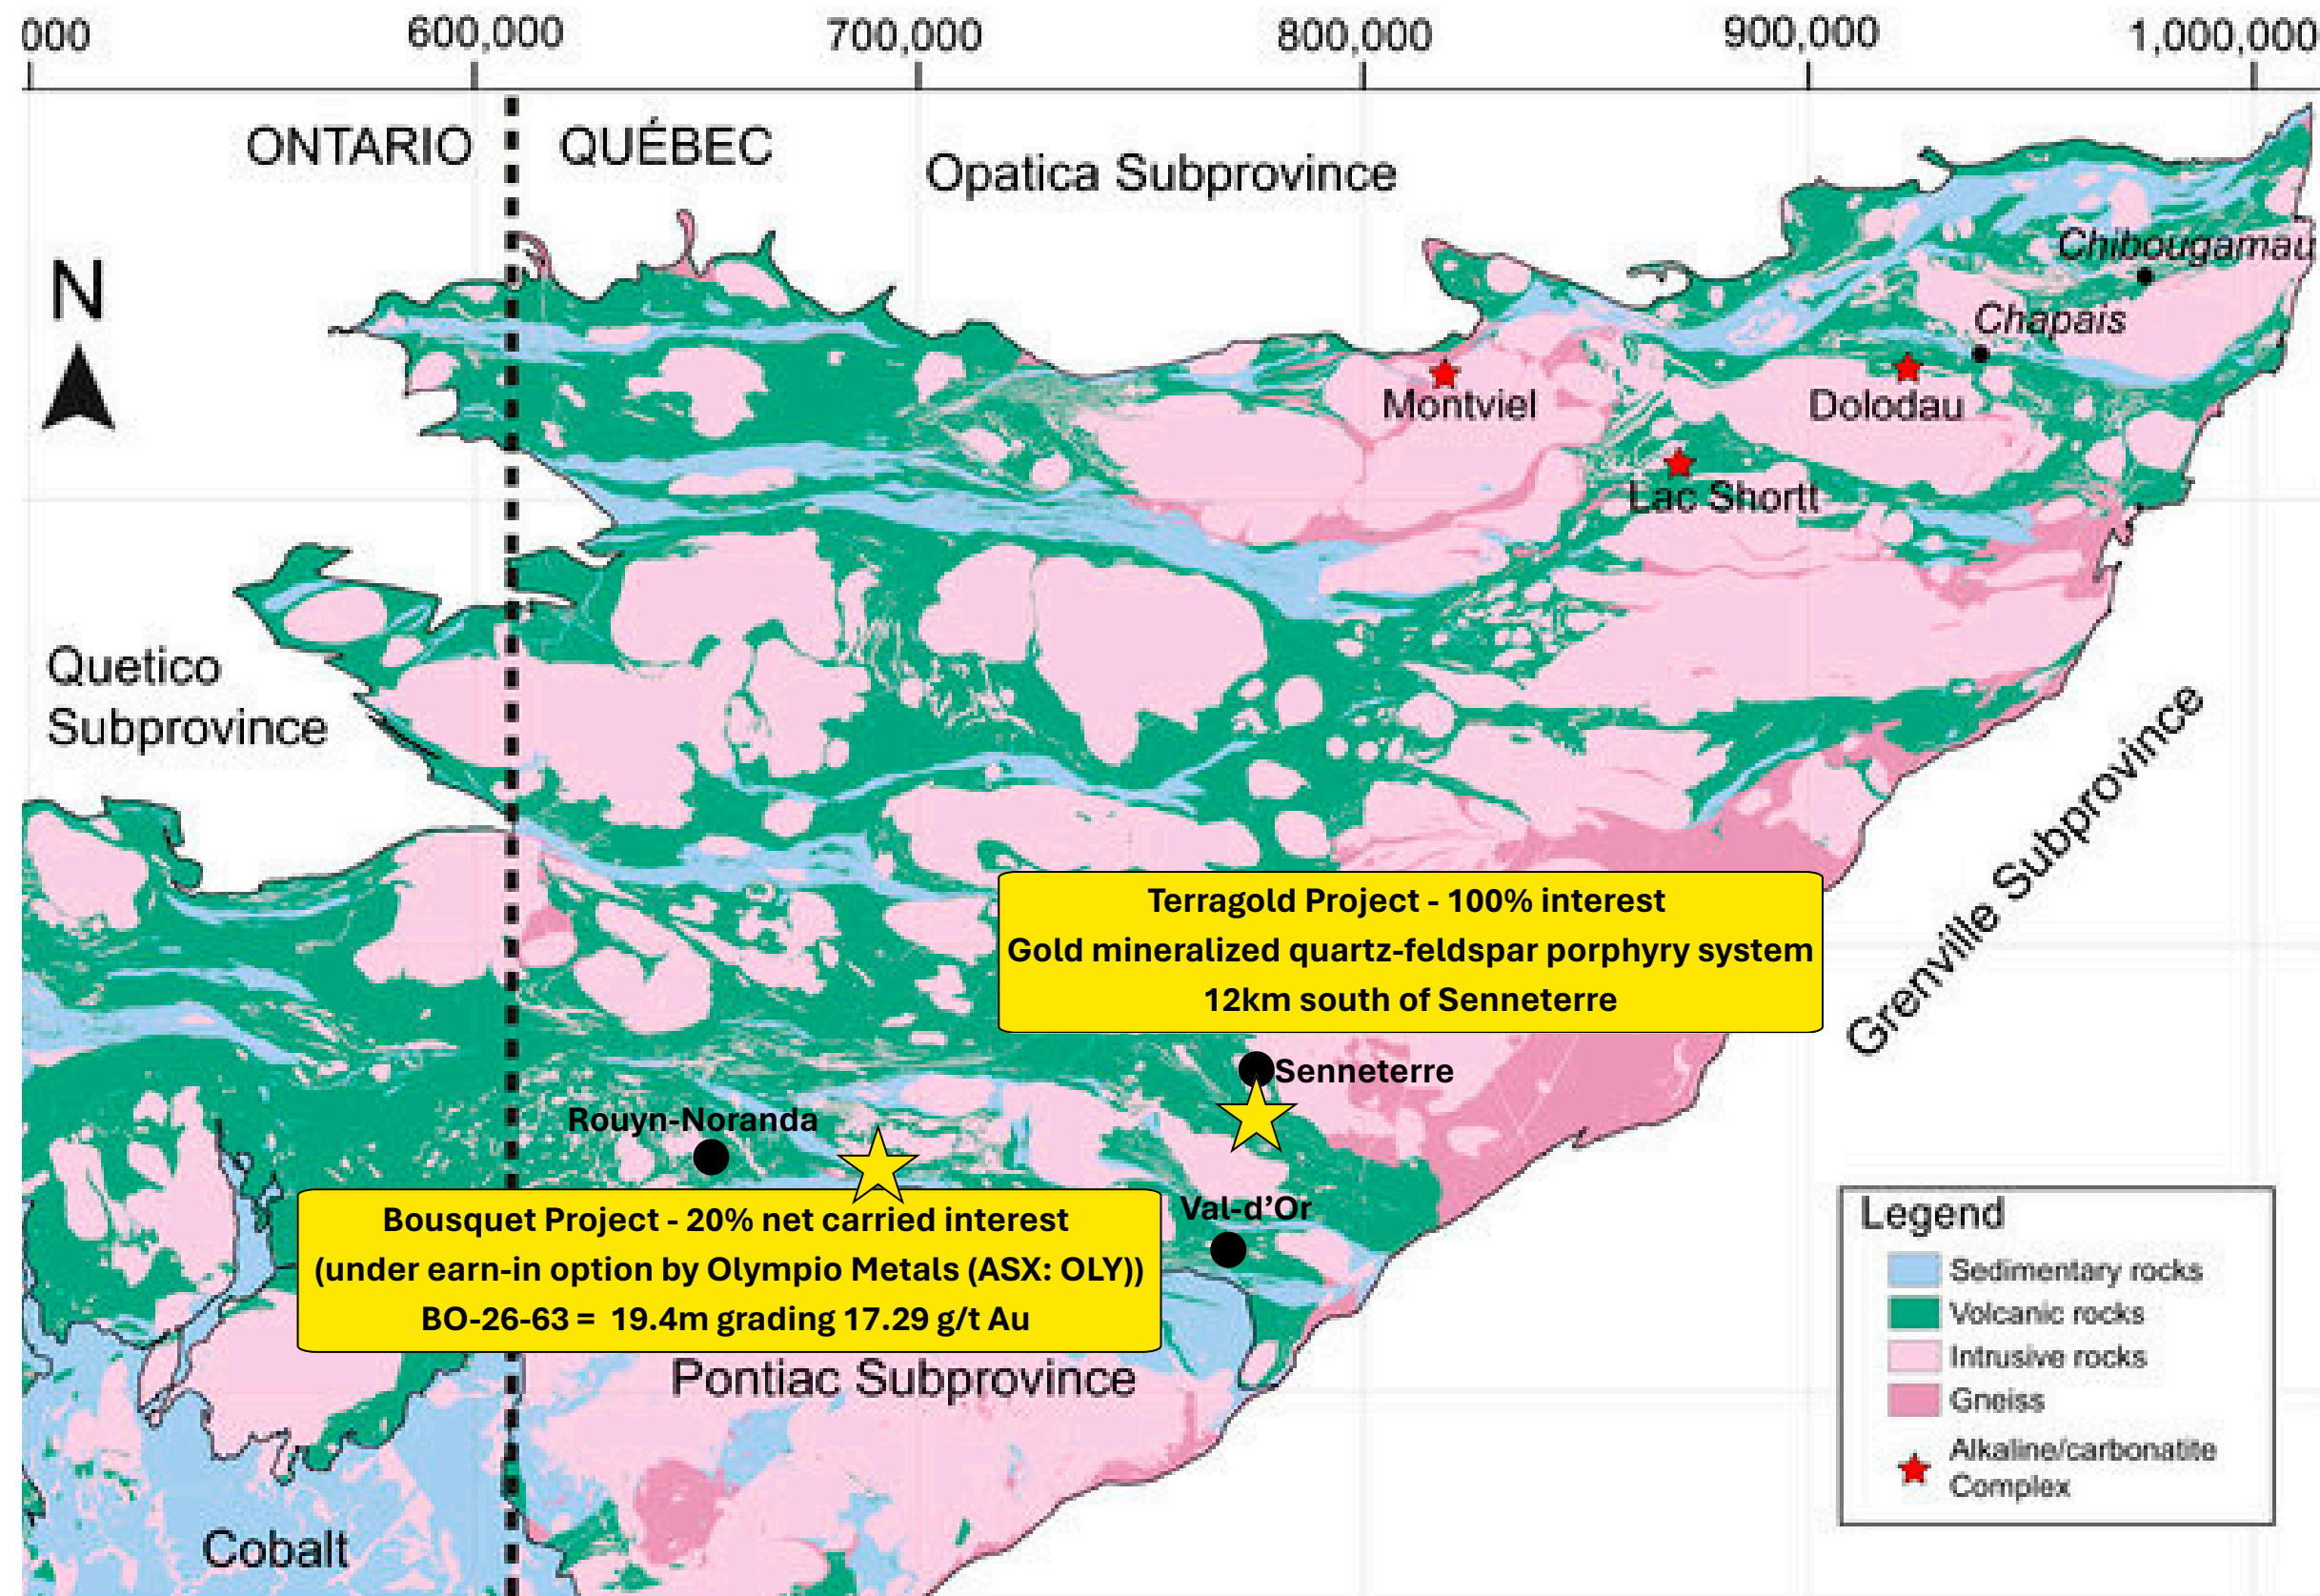 000
600,000
700,000
800,000
900,000
1,000,000
ONTARIO
QUÉBEC
Opatica Subprovince
N
Chibougamau
Chapais
Montviel
Dolodau
Lac Shortt
Quetico
Subprovince
Grenville Subprovince
Terragold Project - 100% interest
Gold mineralized quartz-feldspar porphyry system
12km south of Senneterre
Senneterre
Rouyn-Noranda
Val-d’Or
Bousquet Project - 20% net carried interest
(under earn-in option by Olympio Metals (ASX: OLY))
BO-26-63 = 19.4m grading 17.29 g/t Au
Pontiac Subprovince
Cobalt
Legend
Sedimentary rocks
Volcanic rocks
Intrusive rocks
Gneiss
Alkaline/carbonatite
Complex